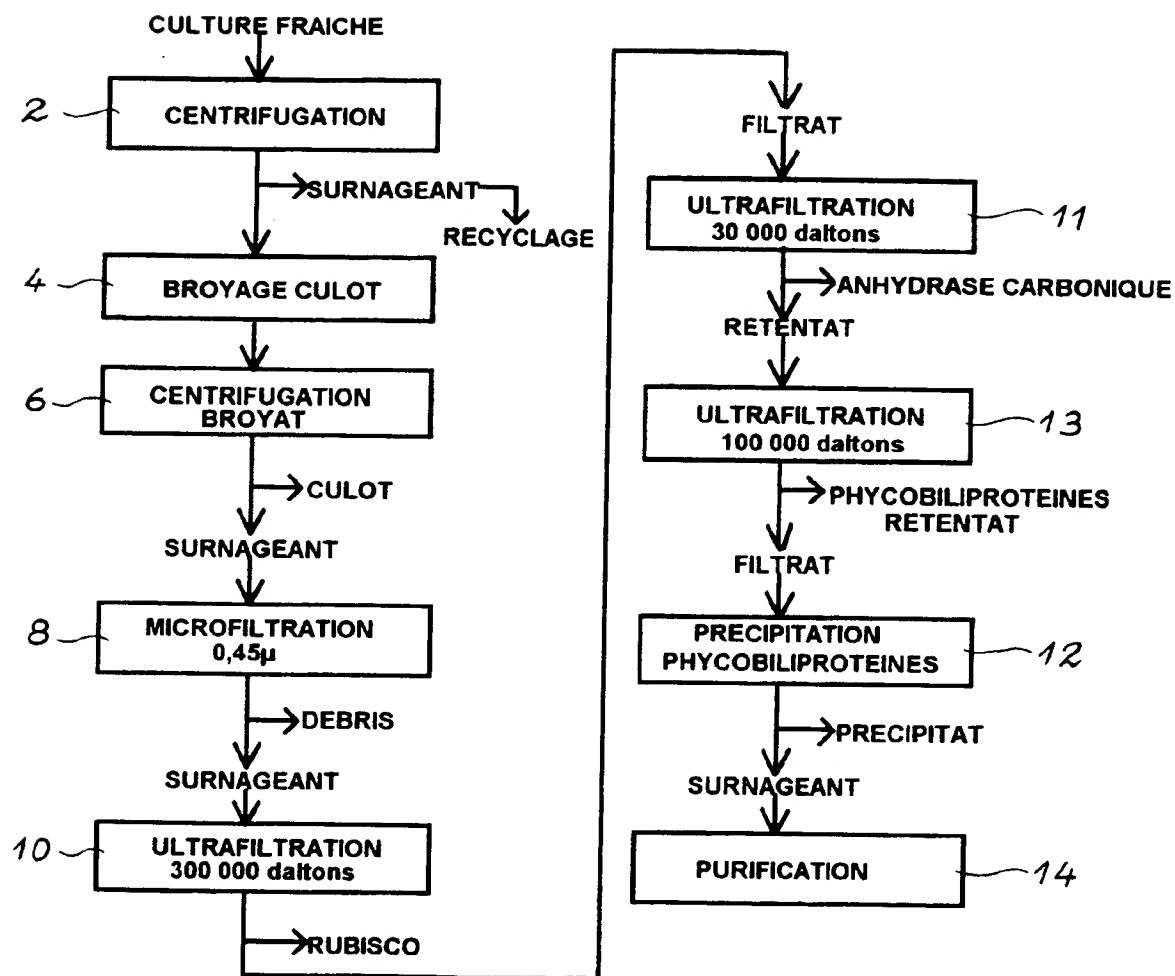 CULTURE FRAICHE
2
CENTRIFUGATION
SURNAGEANT
RECYCLAGE
4
BROYAGE CULOT
6
CENTRIFUGATION
BROYAT
CULOT
SURNAGEANT
8
MICROFILTRATION
0,45µ
DEBRIS
SURNAGEANT
10
ULTRAFILTRATION
300 000 daltons
RUBISCO
FILTRAT
ULTRAFILTRATION
30 000 daltons
11
ANHYDRASE CARBONIQUE
RETENTAT
ULTRAFILTRATION
100 000 daltons
13
PHYCOBILIPROTEINES
RETENTAT
FILTRAT
PRECIPITATION
PHYCOBILIPROTEINES
12
PRECIPITAT
SURNAGEANT
PURIFICATION
14